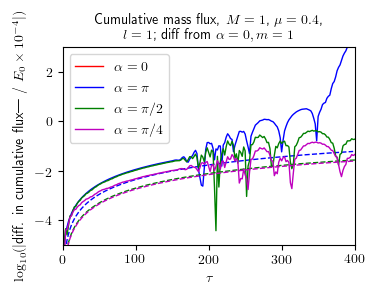 Cumulative mass flux, M = 1, μ = 0.4,
l = 1; diff from α = 0, m = 1
log₁₀(|diff. in cumulative flux— / E₀ × 10⁻⁴|)
2
0
−2
−4
α = 0
α = π
α = π/2
α = π/4
0 100 200 300 400
τ